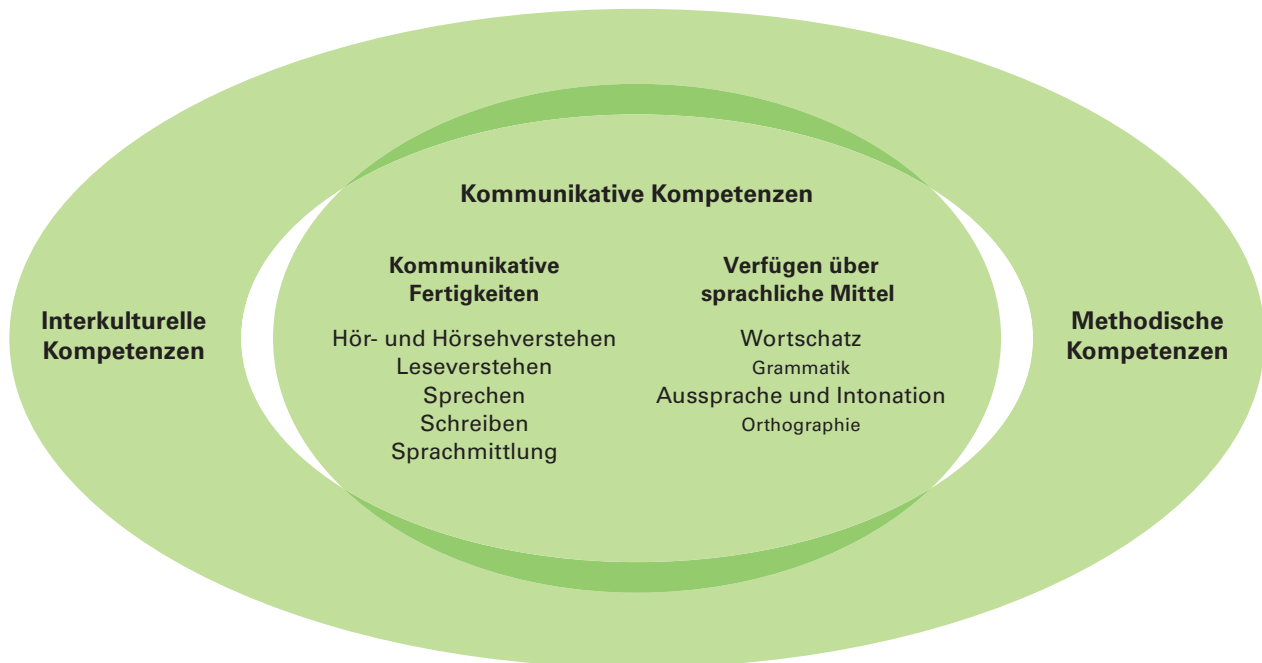 Kommunikative Kompetenzen
Kommunikative
Fertigkeiten
Hör- und Hörsehverstehen
Leseverstehen
Sprechen
Schreiben
Sprachmittlung
Verfügen über
sprachliche Mittel
Wortschatz
Grammatik
Aussprache und Intonation
Orthographie
Interkulturelle
Kompetenzen
Methodische
Kompetenzen